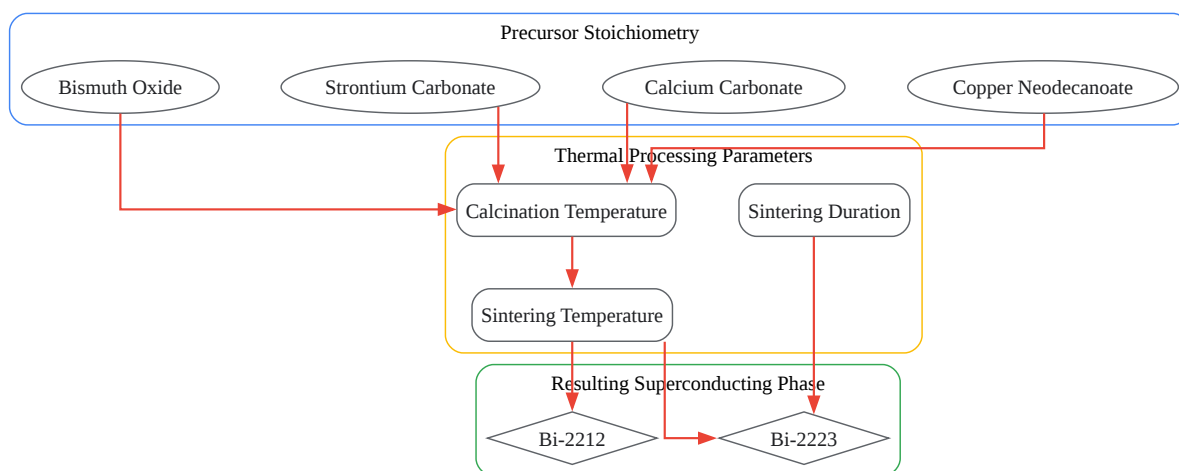 Precursor Stoichiometry
Bismuth Oxide
Strontium Carbonate
Calcium Carbonate
Copper Neodecanoate
Thermal Processing Parameters
Calcination Temperature
Sintering Duration
Sintering Temperature
Resulting Superconducting Phase
Bi-2212
Bi-2223